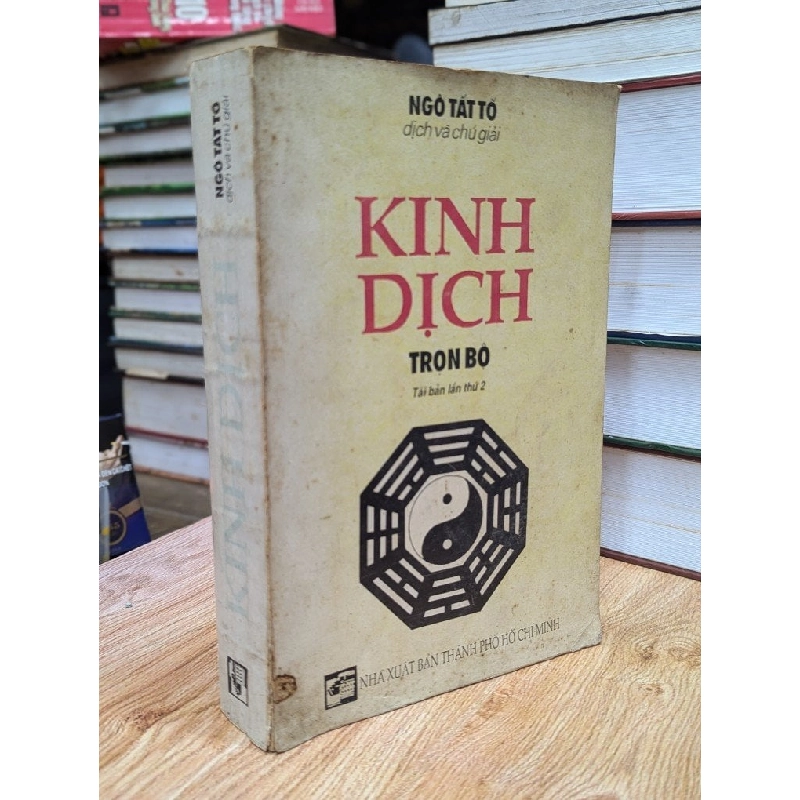 NGÔ TẤT TỐ
dịch và chú giải
KINH
DỊCH
TRỌN BỘ
Tái bản lần thứ 2
NHÀ XUẤT BẢN THÀNH PHỐ HỒ CHÍ MINH
NGÔ TẤT TỐ
dịch và chú giải
KINH DỊCH